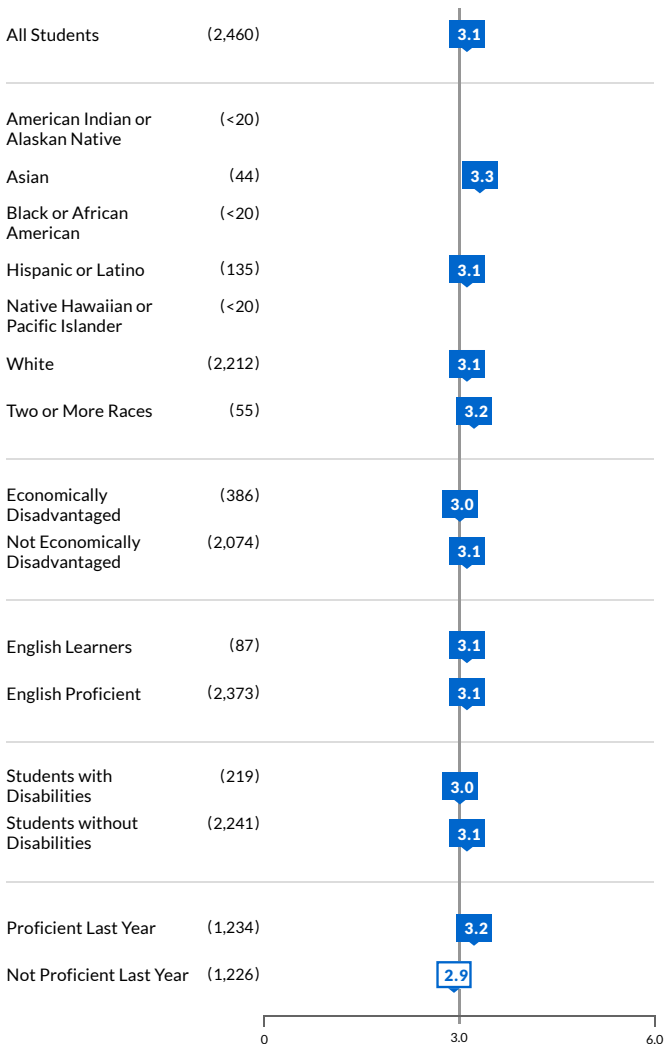 All Students (2,460) 3.1
American Indian or (<20)
Alaskan Native
Asian (44) 3.3
Black or African (<20)
American
Hispanic or Latino (135) 3.1
Native Hawaiian or (<20)
Pacific Islander
White (2,212) 3.1
Two or More Races (55) 3.2
Economically (386) 3.0
Disadvantaged
Not Economically (2,074) 3.1
Disadvantaged
English Learners (87) 3.1
English Proficient (2,373) 3.1
Students with (219) 3.0
Disabilities
Students without (2,241) 3.1
Disabilities
Proficient Last Year (1,234) 3.2
Not Proficient Last Year (1,226) 2.9
0 3.0 6.0